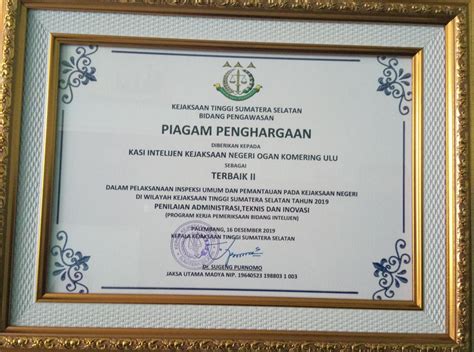 KEJAKSAAN TINGGI SUMATERA SELATAN
BIDANG PENGAWASAN
PIAGAM PENGHARGAAN
DIBERIKAN KEPADA
KASI INTELIJEN KEJAKSAAN NEGERI OGAN KOMERING ULU
SEBAGAI
TERBAIK II
DALAM PELAKSANAAN INSPEKSI UMUM DAN PEMANTAUAN PADA KEJAKSAAN NEGERI
DI WILAYAH KEJAKSAAN TINGGI SUMATERA SELATAN TAHUN 2019
PENILAIAN ADMINISTRASI,TEKNIS DAN INOVASI
(PROGRAM KERJA PEMERIKSAAN BIDANG INTELIJEN)
PALEMBANG, 16 DESEMBER 2019
KEPALA KEJAKSAAN TINGGI SUMATERA SELATAN
Dr. SUGENG PURNOMO
JAKSA UTAMA MADYA NIP. 19640523 198803 1 003